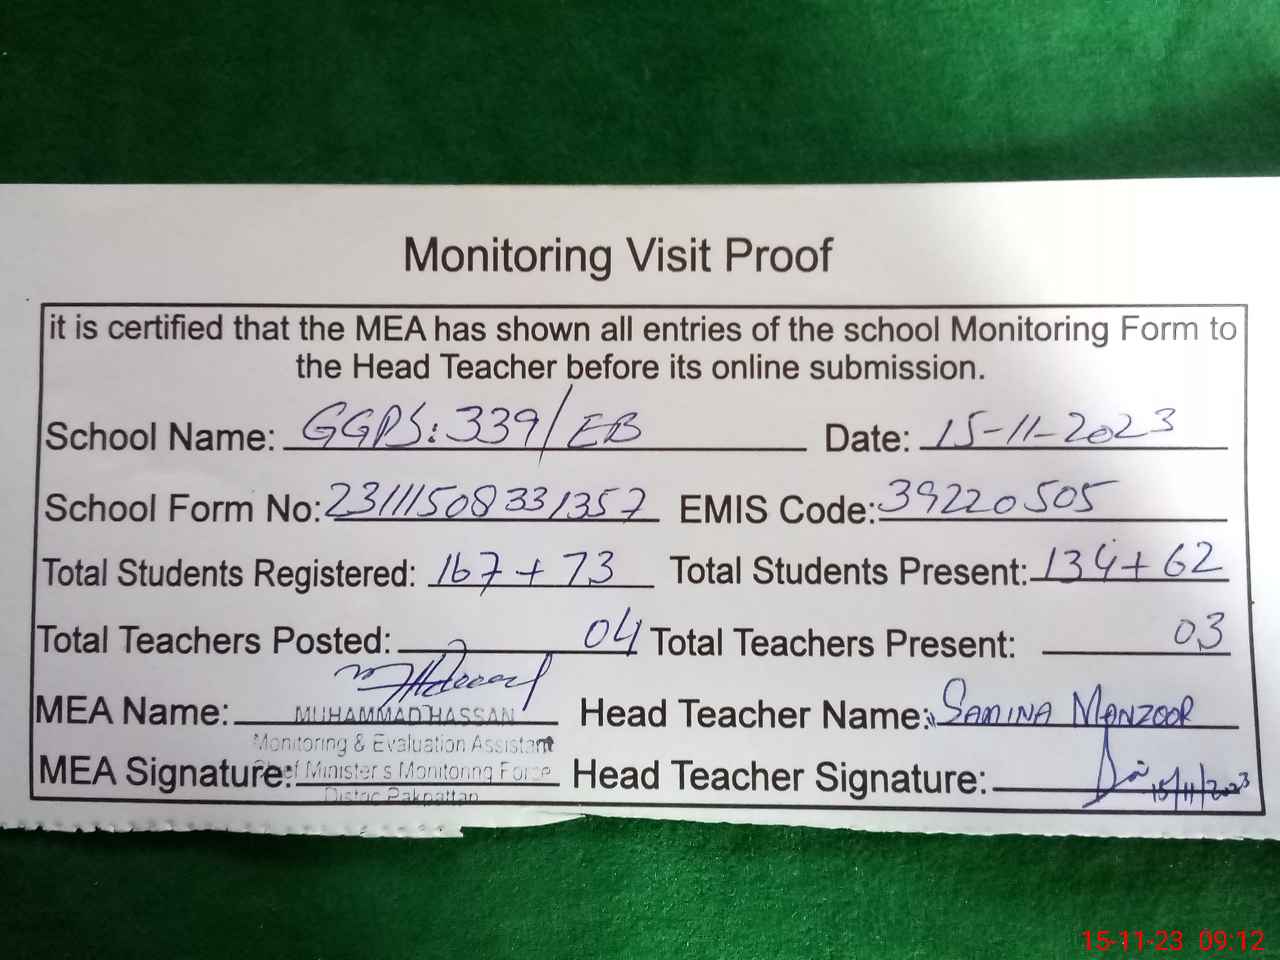 Monitoring Visit Proof
it is certified that the MEA has shown all entries of the school Monitoring Form to
the Head Teacher before its online submission.
School Name: GGPS: 339/EB Date: 15-11-2023
School Form No: 23111508331357 EMIS Code: 39220505
Total Students Registered: 167 + 73 Total Students Present: 134 + 62
Total Teachers Posted: 04 Total Teachers Present: 03
MEA Name: MUHAMMAD HASSAN Head Teacher Name: SAMINA MANZOOR
Monitoring & Evaluation Assistant
MEA Signature: Chief Minister s Monitoring Force Head Teacher Signature: 15/11/2023
District Pakpattan
15-11-23 09:12